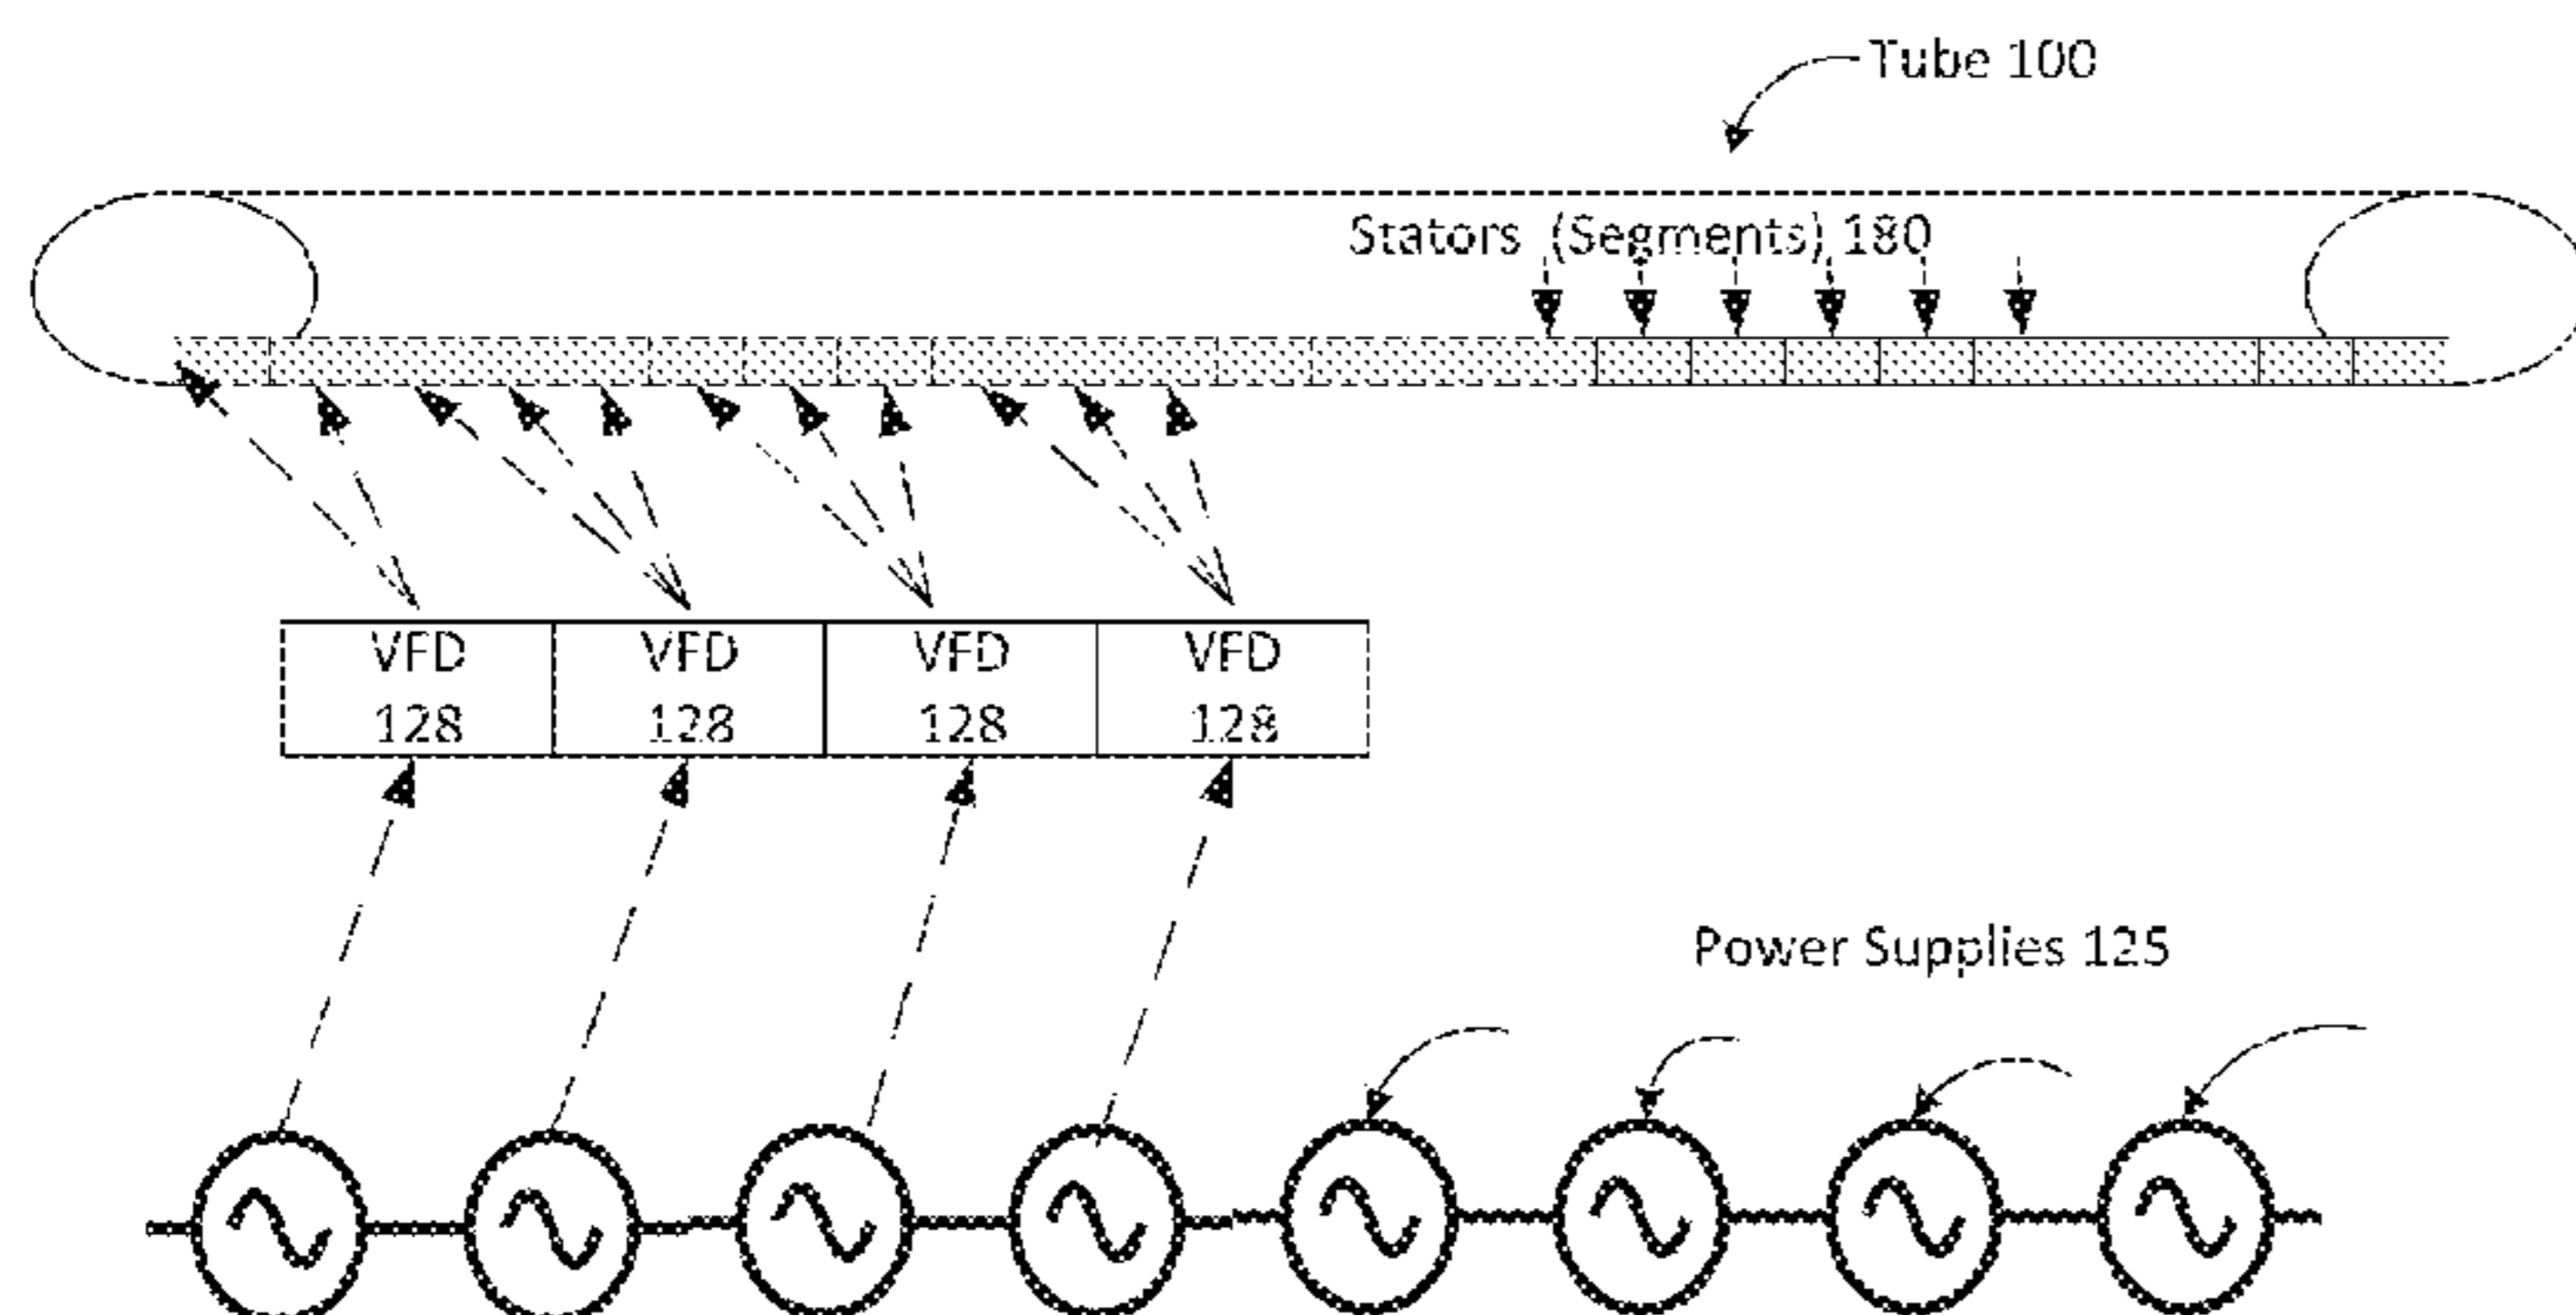 Tube 100
Stators (Segments) 180
VFD VFD VFD VFD
128 128 128 128
Power Supplies 125